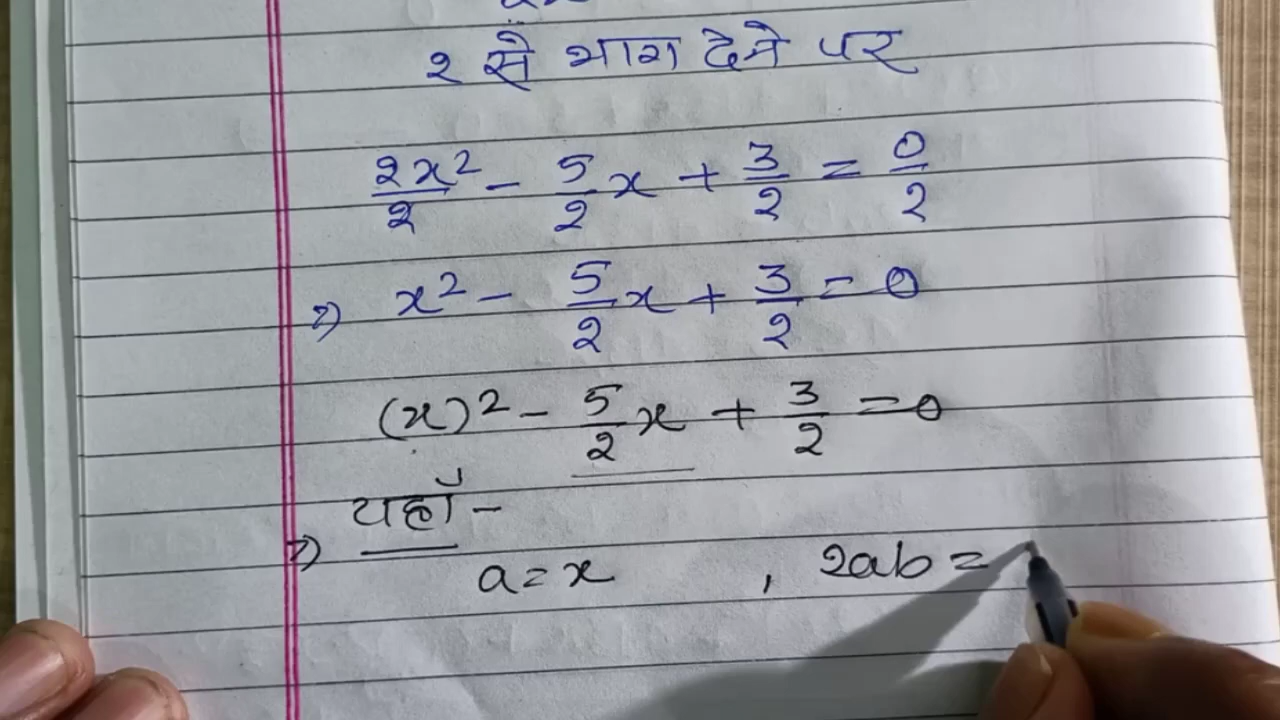 2 से भाग देने पर
2x²/2 - 5/2 x + 3/2 = 0/2
⇒ x² - 5/2 x + 3/2 = 0
(x)² - 5/2 x + 3/2 = 0
⇒ यहाँ -
a = x , 2ab =